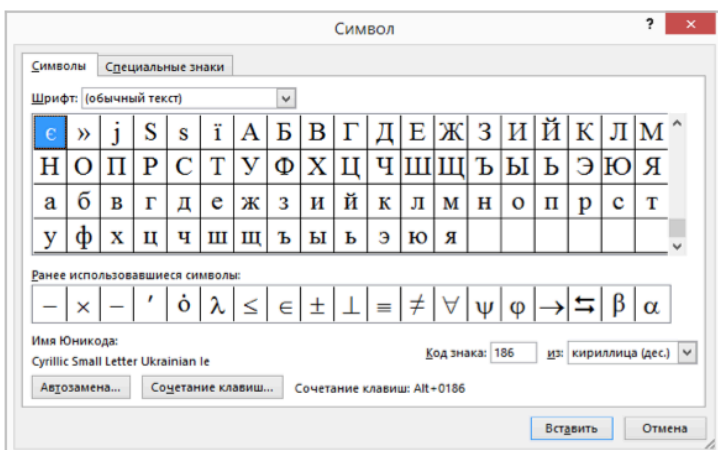 Символ
?
×
Символы Специальные знаки
Шрифт: (обычный текст)
є » ј Ѕ ѕ ї А Б В Г Д Е Ж З И Й К Л М
Н О П Р С Т У Ф Х Ц Ч Ш Щ Ъ Ы Ь Э Ю Я
а б в г д е ж з и й к л м н о п р с т
у ф х ц ч ш щ ъ ы ь э ю я
Ранее использовавшиеся символы:
− × − ′ ȯ λ ≤ ∈ ± ⊥ ≡ ≠ ∀ ψ φ → ⇆ β α
Имя Юникода:
Cyrillic Small Letter Ukrainian Ie
Код знака: 186 из: кириллица (дес.)
Автозамена... Сочетание клавиш... Сочетание клавиш: Alt+0186
Вставить Отмена